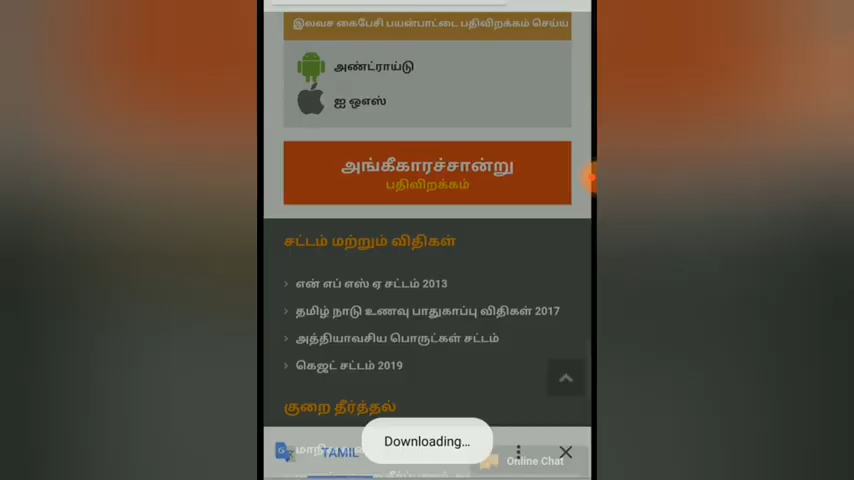 இலவச கைபேசி பயன்பாட்டை பதிவிறக்கம் செய்ய
அண்ட்ராய்டு
ஐ ஒஎஸ்
அங்கீகாரச்சான்று
பதிவிறக்கம்
சட்டம் மற்றும் விதிகள்
என் எப் எஸ் ஏ சட்டம் 2013
தமிழ் நாடு உணவு பாதுகாப்பு விதிகள் 2017
அத்தியாவசிய பொருட்கள் சட்டம்
கெஜட் சட்டம் 2019
குறை தீர்த்தல்
Downloading...
TAMIL
Online Chat